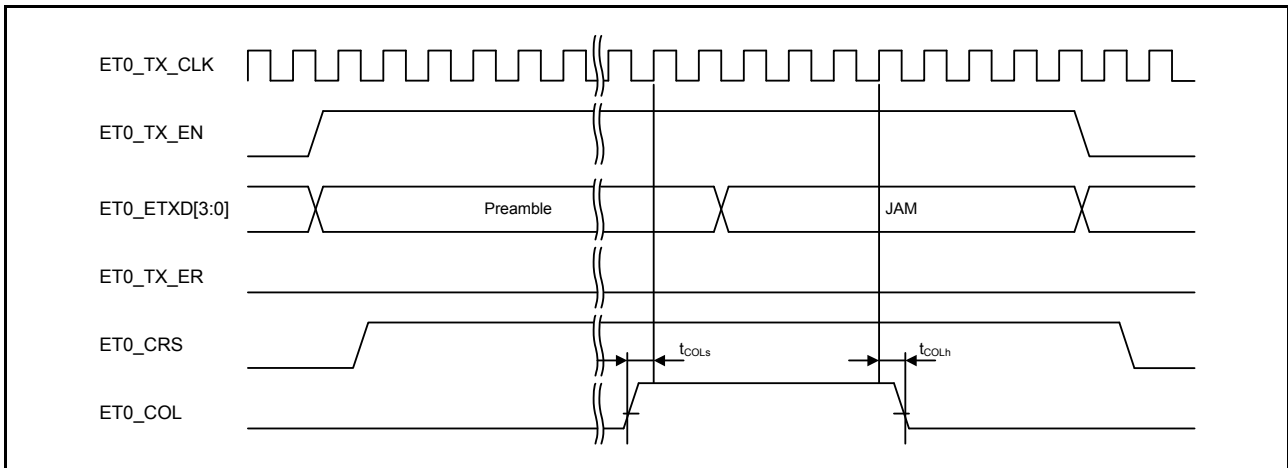 ET0_TX_CLK
ET0_TX_EN
ET0_ETXD[3:0]
Preamble
JAM
ET0_TX_ER
ET0_CRS
tCOLs
tCOLh
ET0_COL